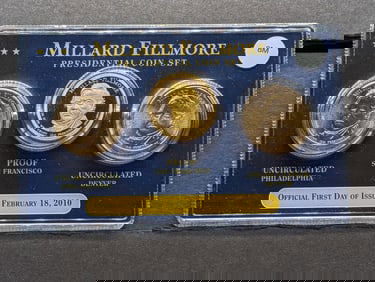 MILLARD FILLMORE
PRESIDENTIAL COIN SET
PROOF
SAN FRANCISCO
UNCIRCULATED
PHILADELPHIA
UNCIRCULATED
DENVER
OFFICIAL FIRST DAY OF ISSUE
FEBRUARY 18, 2010